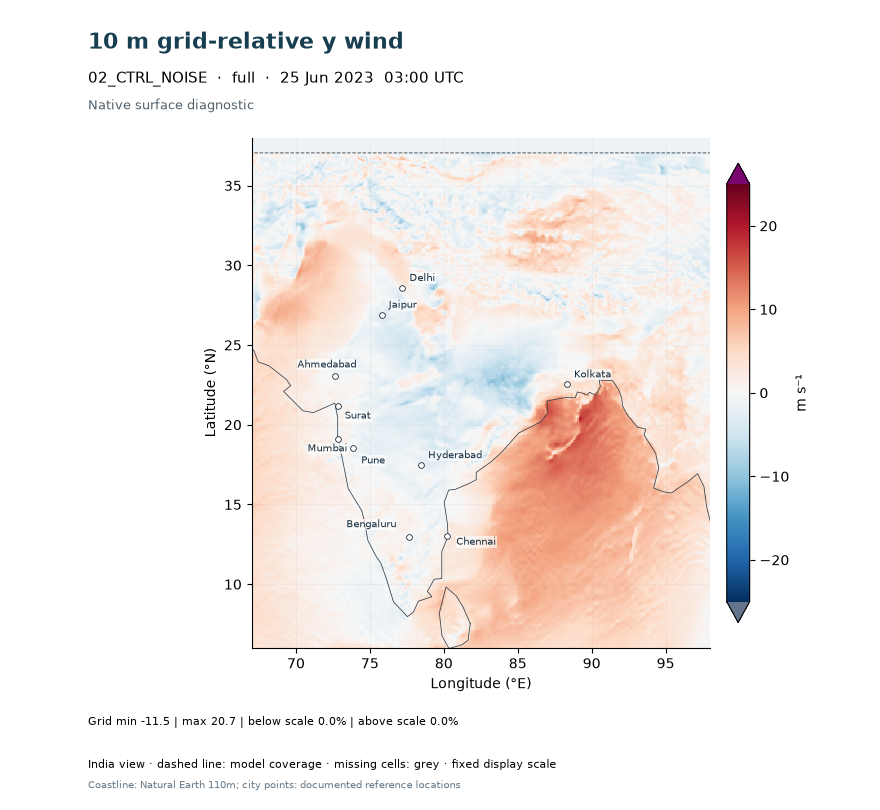 10 m grid-relative y wind
02_CTRL_NOISE · full · 25 Jun 2023 03:00 UTC
Native surface diagnostic
35
30
25
20
15
10
Latitude (°N)
Delhi
Jaipur
Ahmedabad
Kolkata
Surat
Mumbai
Pune
Hyderabad
Bengaluru
Chennai
70
75
80
85
90
95
Longitude (°E)
20
10
0
−10
−20
m s⁻¹
Grid min -11.5 | max 20.7 | below scale 0.0% | above scale 0.0%
India view · dashed line: model coverage · missing cells: grey · fixed display scale
Coastline: Natural Earth 110m; city points: documented reference locations